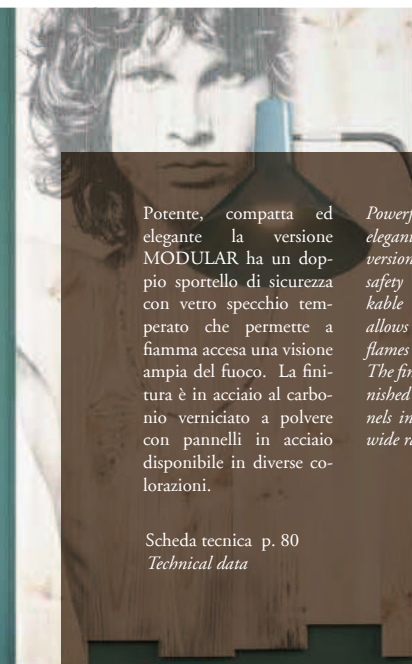 Potente, compatta ed
elegante la versione
MODULAR ha un dop-
pio sportello di sicurezza
con vetro specchio tem-
perato che permette a
fiamma accesa una visione
ampia del fuoco. La fini-
tura è in acciaio al carbo-
nio verniciato a polvere
con pannelli in acciaio
disponibile in diverse co-
lorazioni.
Scheda tecnica p. 80
Technical data
elegant
version
safety
kable
allows
flames
The fin
nished
nels in
wide ra